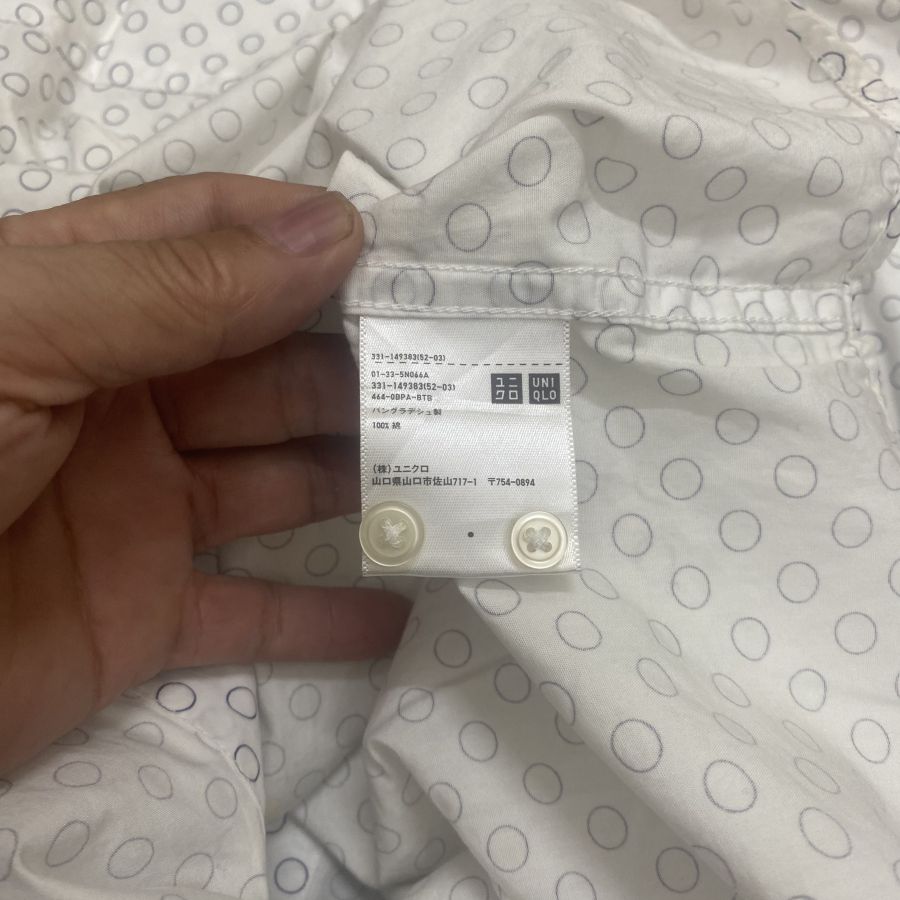 331-149383(52-03)
01-33-5N066A
331-149383(52-03)
464-0BPA-BTB
バングラデシュ製
100% 綿
ユニ
クロ
UNI
QLO
(株)ユニクロ
山口県山口市佐山717-1 〒754-0894